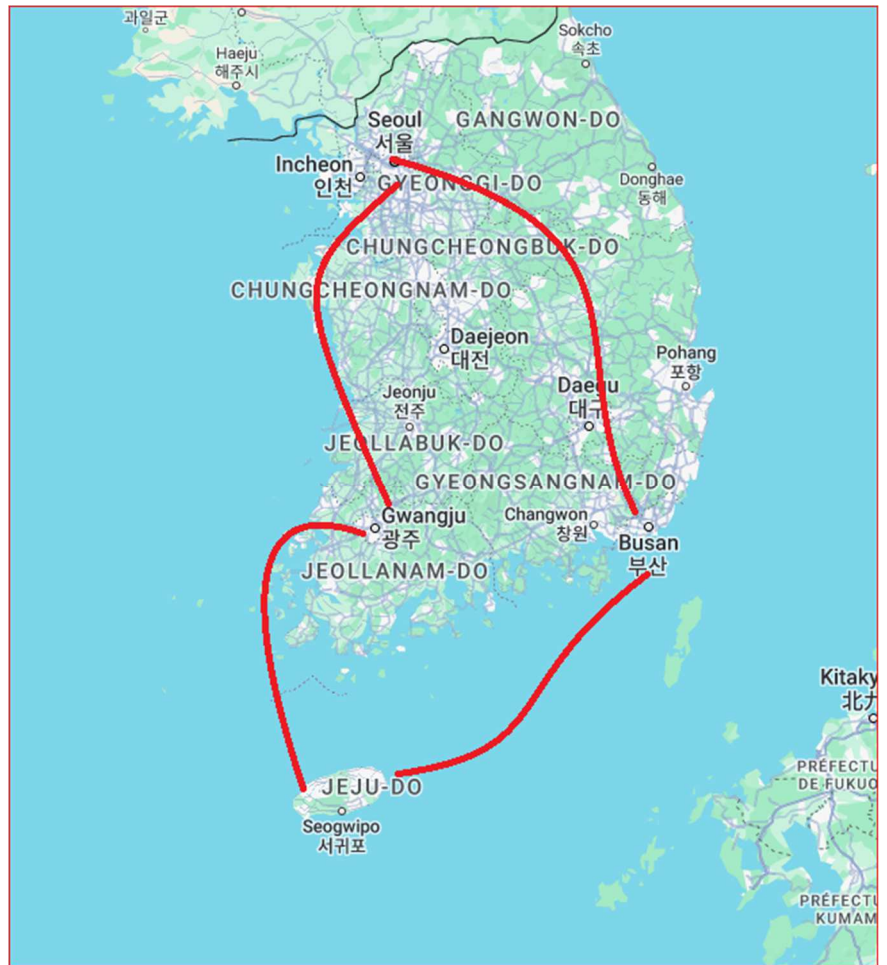 과일군
Sokcho
속초
Haeju
해주시
Seoul
서울
GANGWON-DO
Incheon
인천
GYEONGGI-DO
Donghae
동해
CHUNGCHEONGBUK-DO
CHUNGCHEONGNAM-DO
Daejeon
대전
Pohang
포항
Daegu
대구
Jeonju
전주
JEOLLABUK-DO
GYEONGSANGNAM-DO
Gwangju
광주
Changwon
창원
Busan
부산
JEOLLANAM-DO
Kitaky
北九
PRÉFECTU
DE FUKUO
JEJU-DO
Seogwipo
서귀포
PRÉFECTU
KUMAM